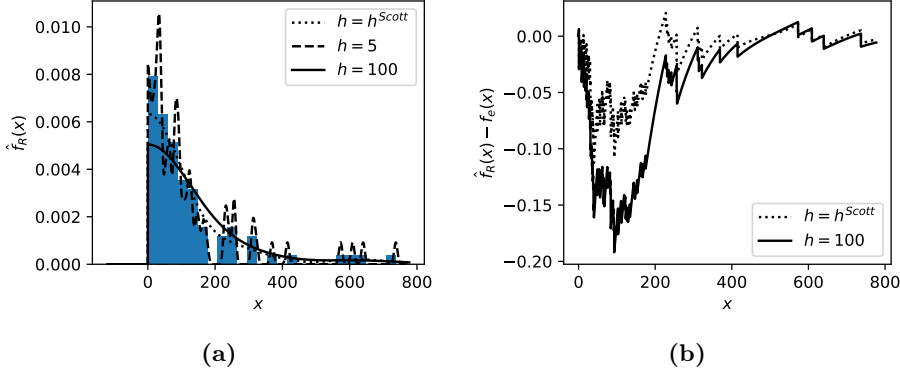 0.010
0.008
0.006
0.004
0.002
0.000
f̂_R(x)
0 200 400 600 800
x
h = h^Scott
h = 5
h = 100
(a)
0.00
−0.05
−0.10
−0.15
−0.20
f̂_R(x) − f_e(x)
0 200 400 600 800
x
h = h^Scott
h = 100
(b)